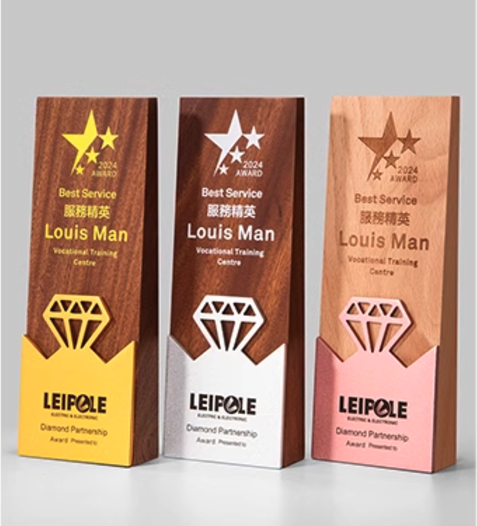 2024
AWARD
Best Service
服務精英
Louis Man
Vocational Training
Centre
LEIPOLE
ELECTRIC & ELECTRONIC
Diamond Partnership
Award Presented to
2024
AWARD
Best Service
服務精英
Louis Man
Vocational Training
Centre
LEIPOLE
ELECTRIC & ELECTRONIC
Diamond Partnership
Award Presented to
2024
AWARD
Best Service
服務精英
Louis Man
Vocational Training
Centre
LEIPOLE
ELECTRIC & ELECTRONIC
Diamond Partnership
Award Presented to